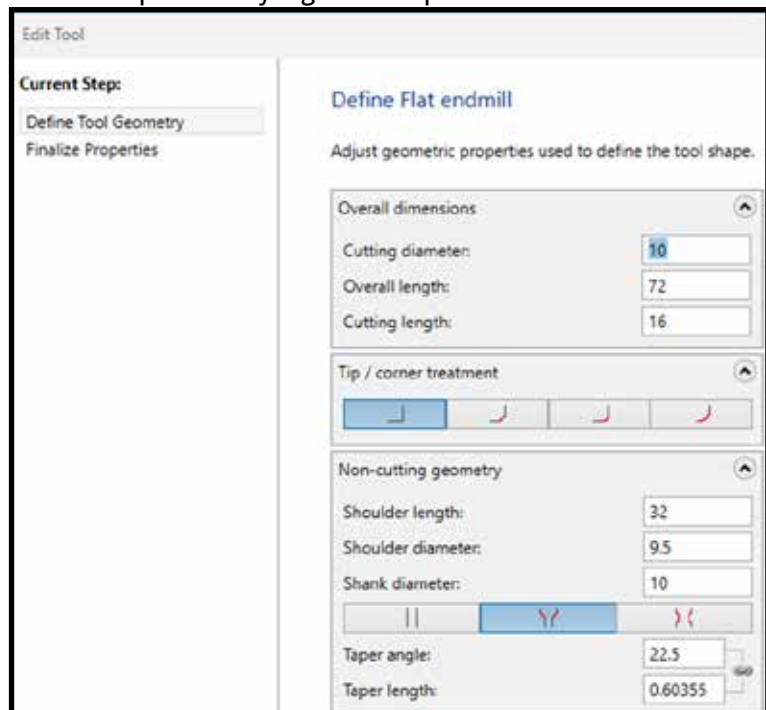 Edit Tool
Current Step:
Define Tool Geometry
Finalize Properties
Define Flat endmill
Adjust geometric properties used to define the tool shape.
Overall dimensions
Cutting diameter: 10
Overall length: 72
Cutting length: 16
Tip / corner treatment
Non-cutting geometry
Shoulder length: 32
Shoulder diameter: 9.5
Shank diameter: 10
Taper angle: 22.5
Taper length: 0.60355